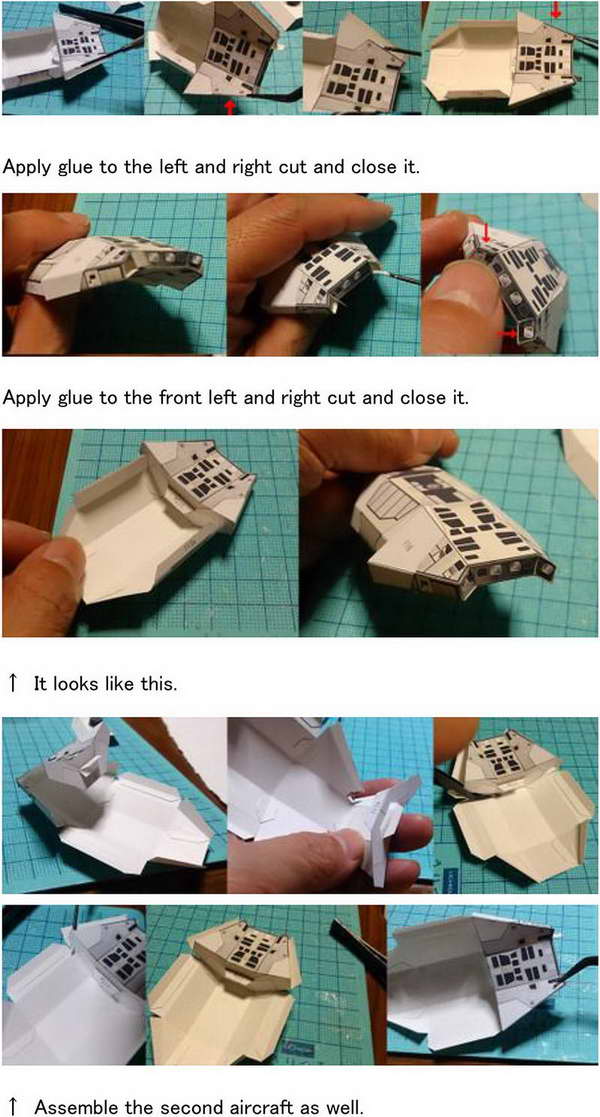 Apply glue to the left and right cut and close it.
Apply glue to the front left and right cut and close it.
↑ It looks like this.
↑ Assemble the second aircraft as well.